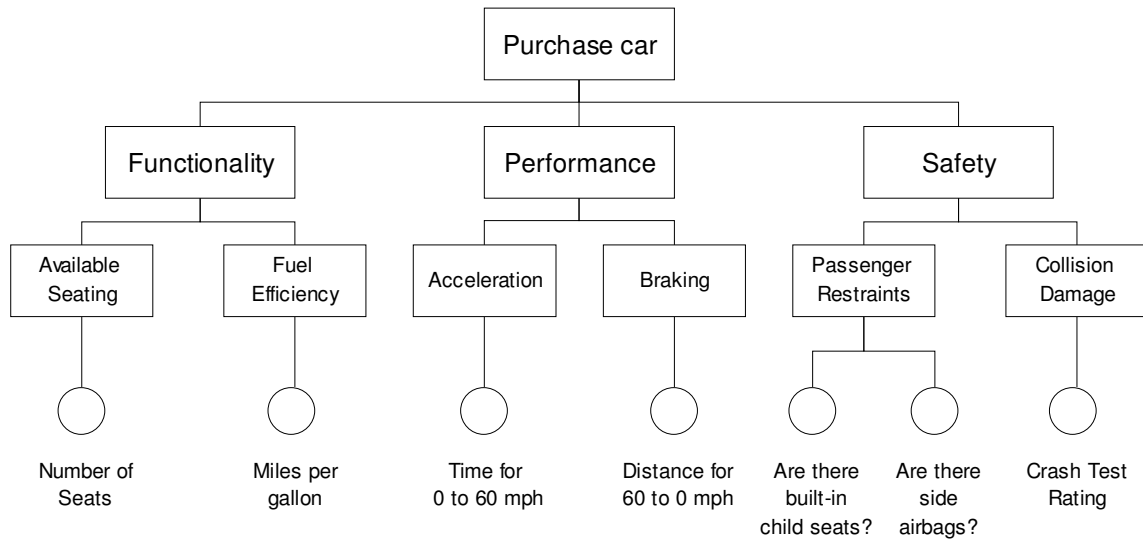 Purchase car
Functionality
Performance
Safety
Available
Seating
Fuel
Efficiency
Acceleration
Braking
Passenger
Restraints
Collision
Damage
Number of
Seats
Miles per
gallon
Time for
0 to 60 mph
Distance for
60 to 0 mph
Are there
built-in
child seats?
Are there
side
airbags?
Crash Test
Rating